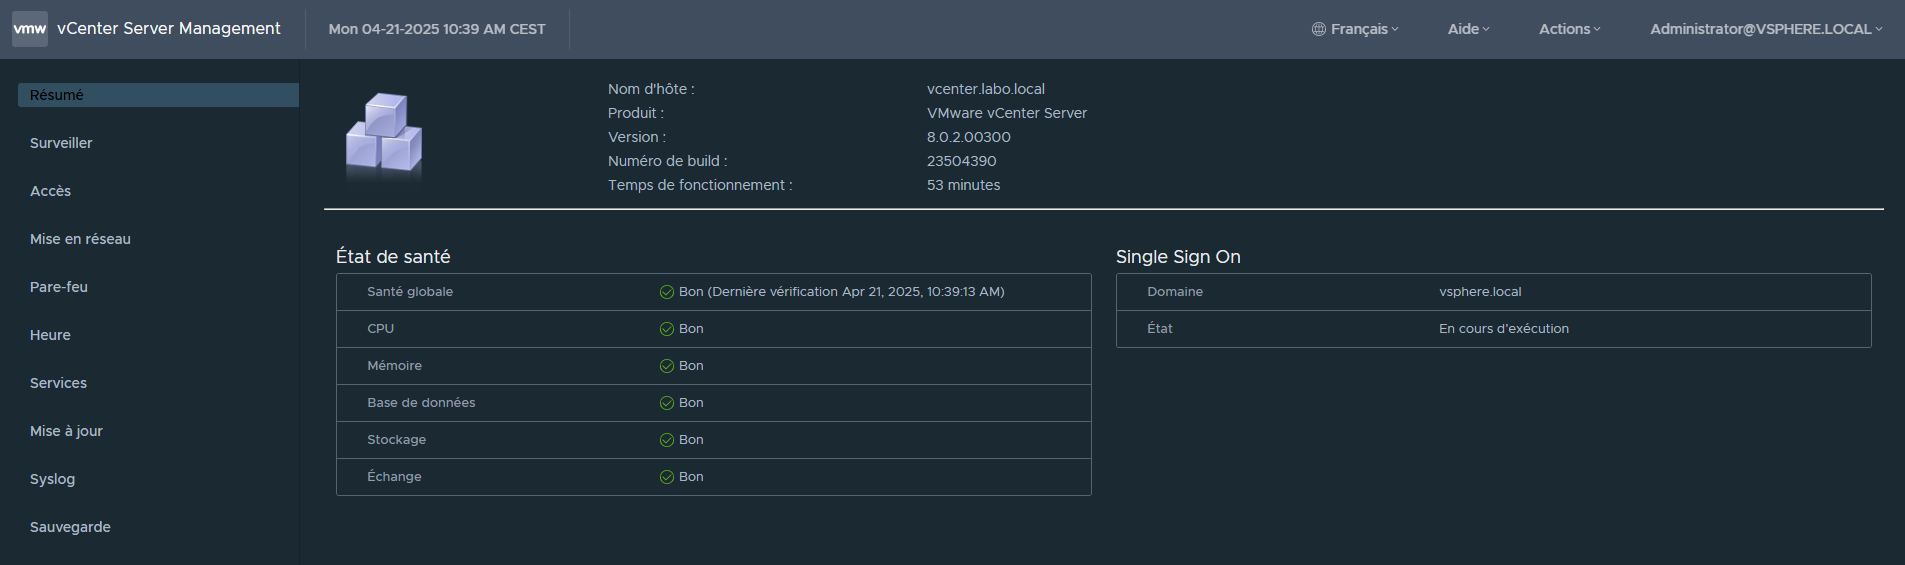 vmw vCenter Server Management Mon 04-21-2025 10:39 AM CEST Français Aide Actions Administrator@VSPHERE.LOCAL
Résumé
Surveiller
Accès
Mise en réseau
Pare-feu
Heure
Services
Mise à jour
Syslog
Sauvegarde
Nom d'hôte : vcenter.labo.local
Produit : VMware vCenter Server
Version : 8.0.2.00300
Numéro de build : 23504390
Temps de fonctionnement : 53 minutes
État de santé
Santé globale Bon (Dernière vérification Apr 21, 2025, 10:39:13 AM)
CPU Bon
Mémoire Bon
Base de données Bon
Stockage Bon
Échange Bon
Single Sign On
Domaine vsphere.local
État En cours d'exécution